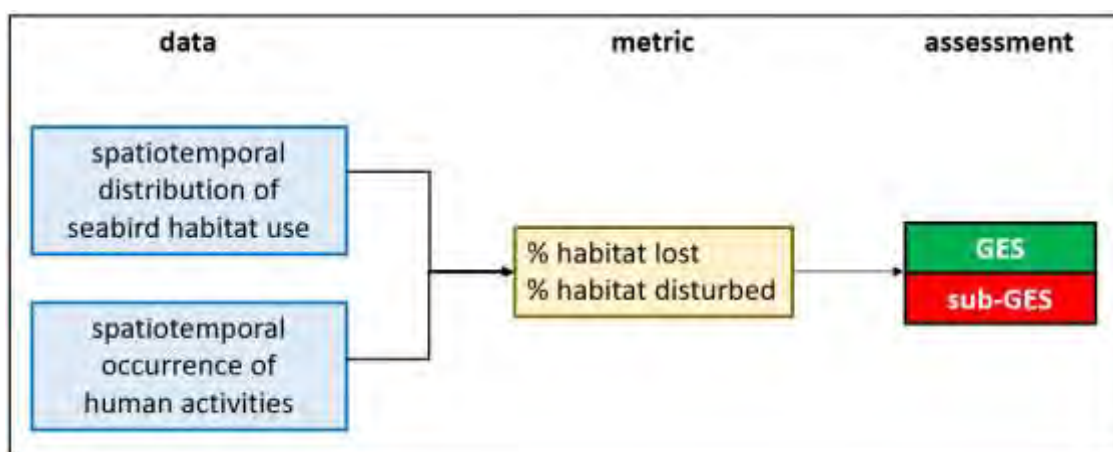 data
metric
assessment
spatiotemporal
distribution of
seabird habitat use
spatiotemporal
occurrence of
human activities
% habitat lost
% habitat disturbed
GES
sub-GES